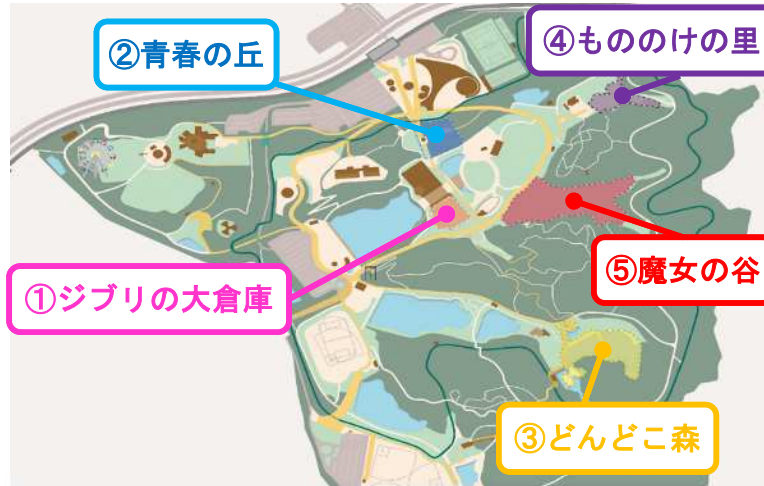 ②青春の丘
④もののけの里
①ジブリの大倉庫
⑤魔女の谷
③どんどこ森